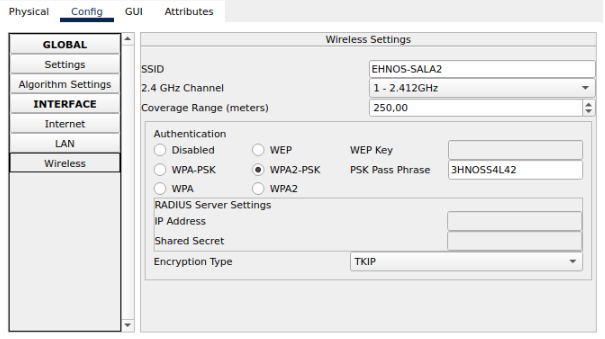 Physical Config GUI Attributes
GLOBAL
Settings
Algorithm Settings
INTERFACE
Internet
LAN
Wireless
Wireless Settings
SSID EHNOS-SALA2
2.4 GHz Channel 1 - 2.412GHz
Coverage Range (meters) 250,00
Authentication
Disabled WEP WEP Key
WPA-PSK WPA2-PSK PSK Pass Phrase 3HNOSS4L42
WPA WPA2
RADIUS Server Settings
IP Address
Shared Secret
Encryption Type TKIP